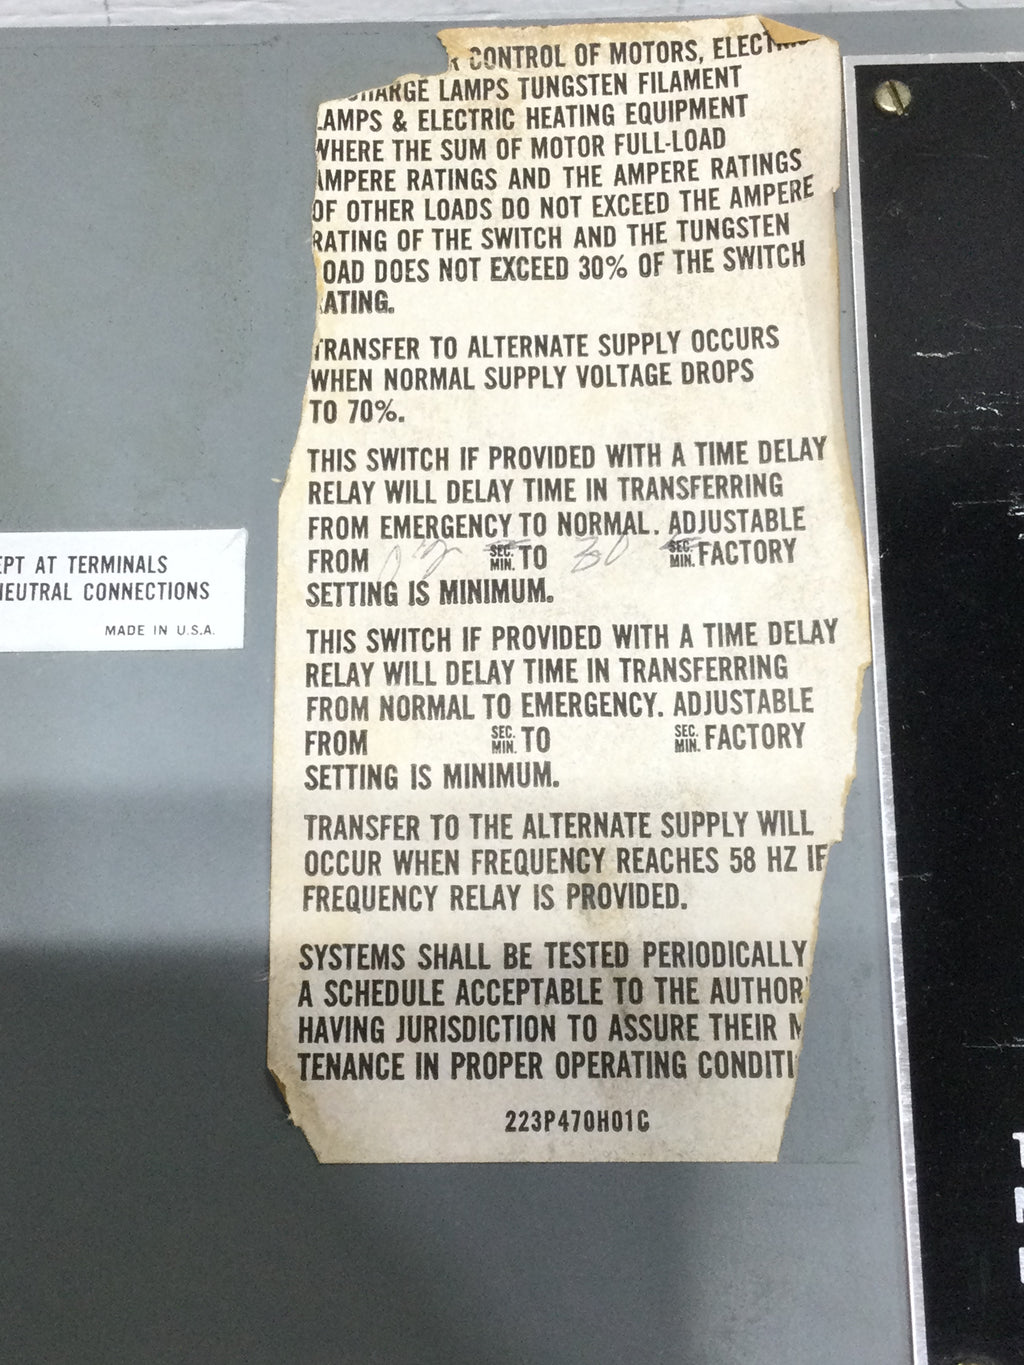 CONTROL OF MOTORS, ELECTRIC
CHARGE LAMPS TUNGSTEN FILAMENT
LAMPS & ELECTRIC HEATING EQUIPMENT
WHERE THE SUM OF MOTOR FULL-LOAD
AMPERE RATINGS AND THE AMPERE RATINGS
OF OTHER LOADS DO NOT EXCEED THE AMPERE
RATING OF THE SWITCH AND THE TUNGSTEN
OAD DOES NOT EXCEED 30% OF THE SWITCH
ATING.
TRANSFER TO ALTERNATE SUPPLY OCCURS
WHEN NORMAL SUPPLY VOLTAGE DROPS
TO 70%.
THIS SWITCH IF PROVIDED WITH A TIME DELAY
RELAY WILL DELAY TIME IN TRANSFERRING
FROM EMERGENCY TO NORMAL. ADJUSTABLE
FROM SEC. MIN. TO 30 SEC. MIN. FACTORY
SETTING IS MINIMUM.
THIS SWITCH IF PROVIDED WITH A TIME DELAY
RELAY WILL DELAY TIME IN TRANSFERRING
FROM NORMAL TO EMERGENCY. ADJUSTABLE
FROM SEC. MIN. TO SEC. MIN. FACTORY
SETTING IS MINIMUM.
TRANSFER TO THE ALTERNATE SUPPLY WILL
OCCUR WHEN FREQUENCY REACHES 58 HZ IF
FREQUENCY RELAY IS PROVIDED.
SYSTEMS SHALL BE TESTED PERIODICALLY
A SCHEDULE ACCEPTABLE TO THE AUTHOR
HAVING JURISDICTION TO ASSURE THEIR
TENANCE IN PROPER OPERATING CONDITI
223P470H01C
EPT AT TERMINALS
NEUTRAL CONNECTIONS
MADE IN U.S.A.